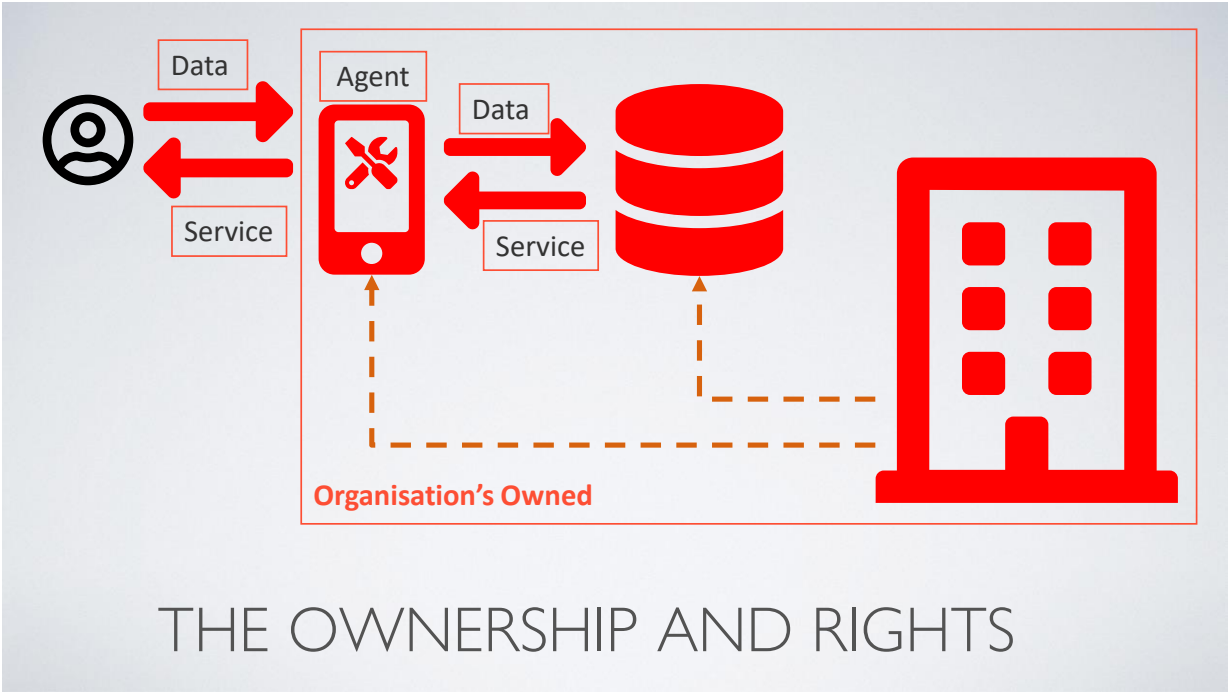 Data
Agent
Data
Service
Service
Organisation's Owned
THE OWNERSHIP AND RIGHTS